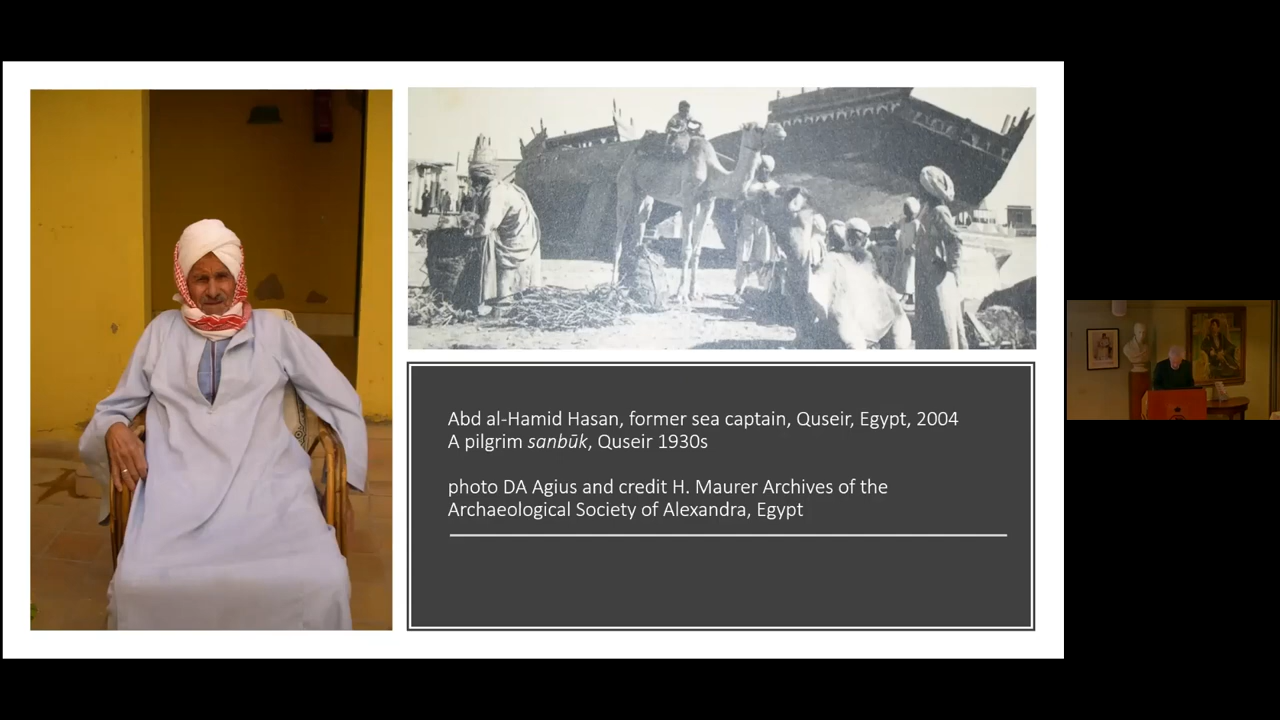 Abd al-Hamid Hasan, former sea captain, Quseir, Egypt, 2004
A pilgrim sanbūk, Quseir 1930s
photo DA Agius and credit H. Maurer Archives of the
Archaeological Society of Alexandra, Egypt